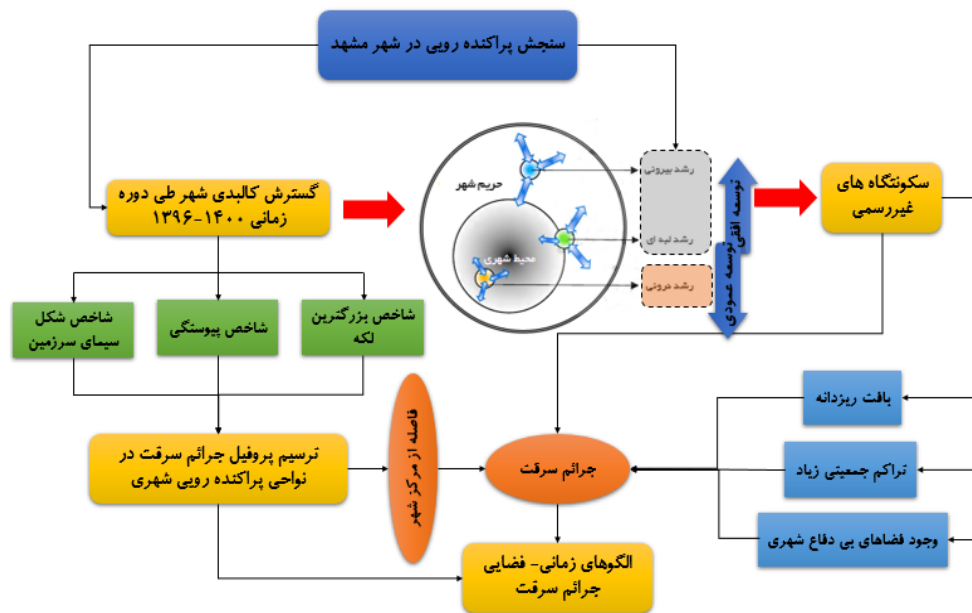 سنجش پراکنده رویی در شهر مشهد
گسترش کالبدی شهر طی دوره
زمانی ۱۴۰۰-۱۳۹۶
حریم شهر
محیط شهری
رشد بیرونی
رشد لبه ای
رشد درونی
توسعه افقی
توسعه عمودی
سکونتگاه های
غیررسمی
شاخص بزرگترین
لکه
شاخص پیوستگی
شاخص شکل
سیمای سرزمین
ترسیم پروفیل جرائم سرقت در
نواحی پراکنده رویی شهری
فاصله از مرکز شهر
جرائم سرقت
بافت ریزدانه
تراکم جمعیتی زیاد
وجود فضاهای بی دفاع شهری
الگوهای زمانی- فضایی
جرائم سرقت